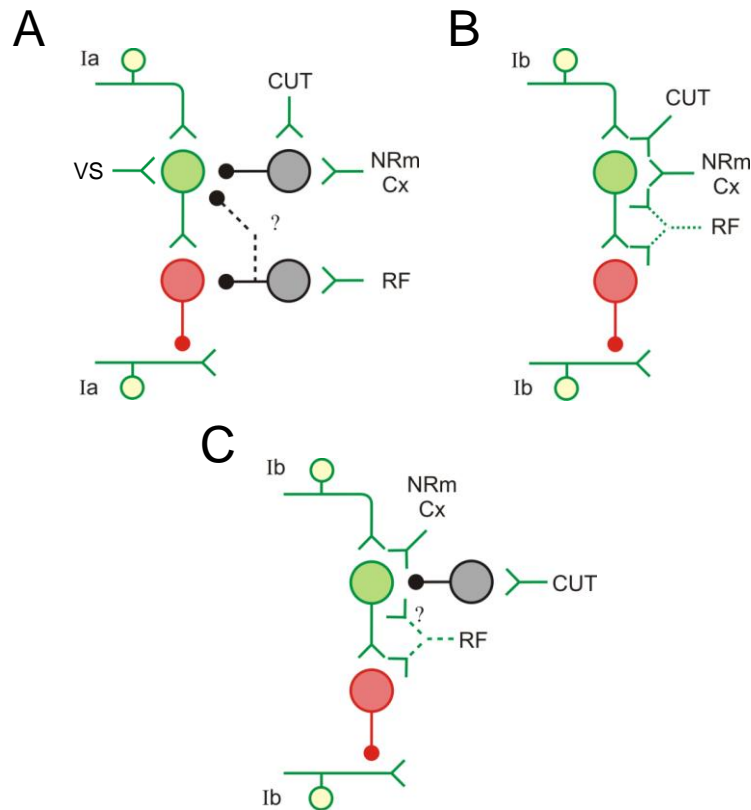 A
Ia
CUT
VS
NRm
Cx
?
RF
Ia
B
Ib
CUT
NRm
Cx
RF
Ib
C
Ib
NRm
Cx
CUT
?
RF
Ib